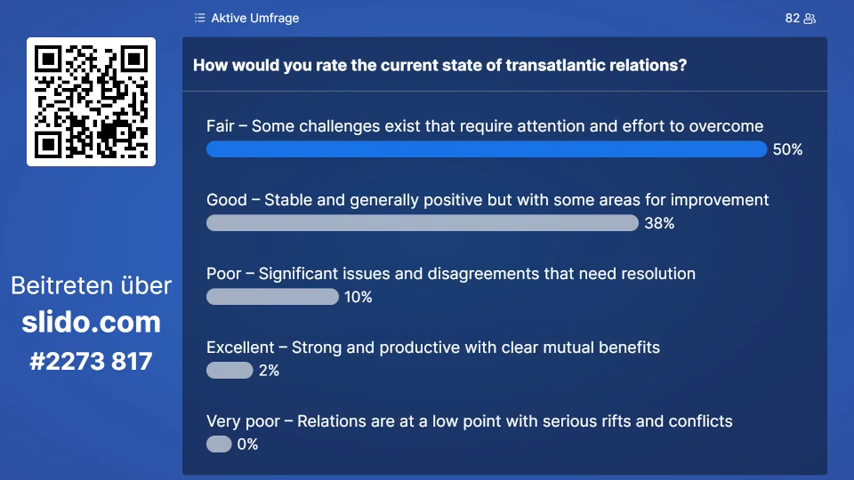 Aktive Umfrage
82
How would you rate the current state of transatlantic relations?
Fair – Some challenges exist that require attention and effort to overcome
50%
Good – Stable and generally positive but with some areas for improvement
38%
Poor – Significant issues and disagreements that need resolution
10%
Excellent – Strong and productive with clear mutual benefits
2%
Very poor – Relations are at a low point with serious rifts and conflicts
0%
Beitreten über
slido.com
#2273 817